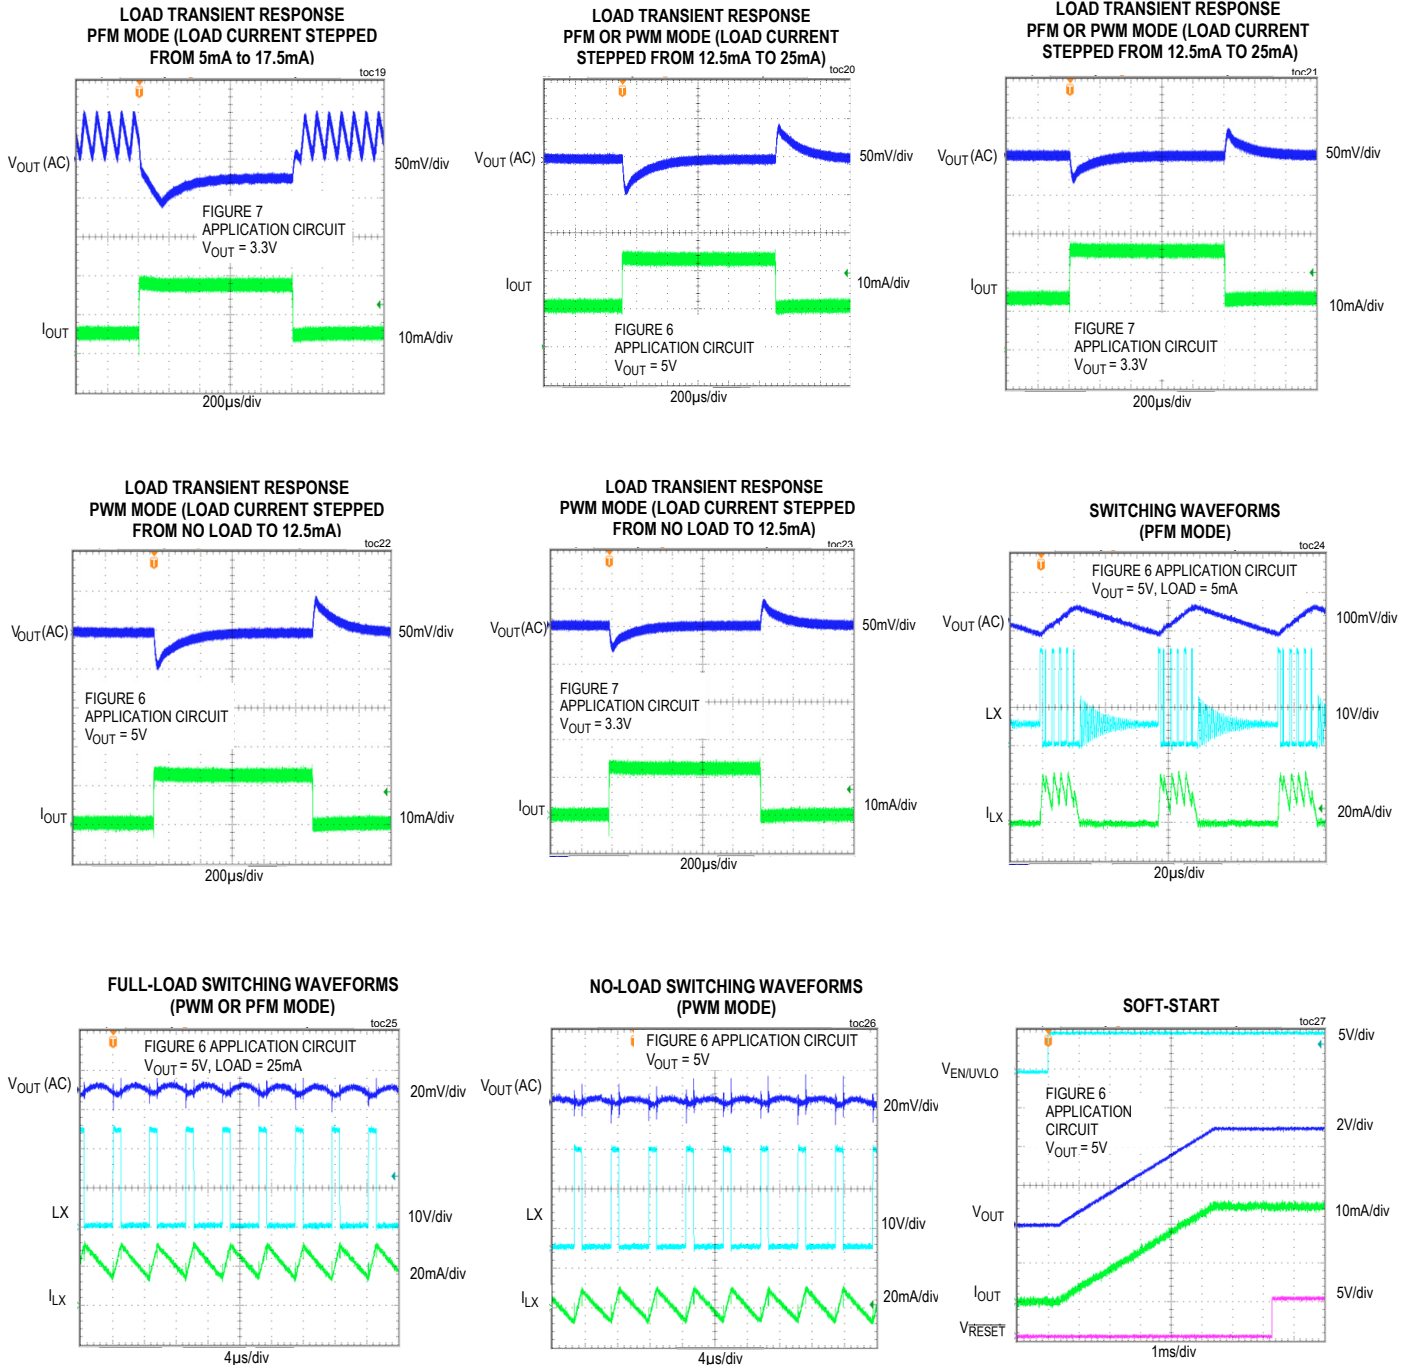 LOAD TRANSIENT RESPONSE
PFM MODE (LOAD CURRENT STEPPED
FROM 5mA to 17.5mA)
toc19
T
VOUT (AC)
50mV/div
FIGURE 7
APPLICATION CIRCUIT
VOUT = 3.3V
IOUT
10mA/div
200µs/div
LOAD TRANSIENT RESPONSE
PFM OR PWM MODE (LOAD CURRENT
STEPPED FROM 12.5mA TO 25mA)
toc20
T
VOUT (AC)
50mV/div
IOUT
10mA/div
FIGURE 6
APPLICATION CIRCUIT
VOUT = 5V
200µs/div
LOAD TRANSIENT RESPONSE
PFM OR PWM MODE (LOAD CURRENT
STEPPED FROM 12.5mA TO 25mA)
toc21
T
VOUT (AC)
50mV/div
IOUT
10mA/div
FIGURE 7
APPLICATION CIRCUIT
VOUT = 3.3V
200µs/div
LOAD TRANSIENT RESPONSE
PWM MODE (LOAD CURRENT STEPPED
FROM NO LOAD TO 12.5mA)
toc22
T
VOUT (AC)
50mV/div
FIGURE 6
APPLICATION CIRCUIT
VOUT = 5V
IOUT
10mA/div
200µs/div
LOAD TRANSIENT RESPONSE
PWM MODE (LOAD CURRENT STEPPED
FROM NO LOAD TO 12.5mA)
toc23
T
VOUT (AC)
50mV/div
FIGURE 7
APPLICATION CIRCUIT
VOUT = 3.3V
IOUT
10mA/div
200µs/div
SWITCHING WAVEFORMS
(PFM MODE)
toc24
T
FIGURE 6 APPLICATION CIRCUIT
VOUT = 5V, LOAD = 5mA
VOUT (AC)
100mV/div
LX
10V/div
ILX
20mA/div
20µs/div
FULL-LOAD SWITCHING WAVEFORMS
(PWM OR PFM MODE)
toc25
T
FIGURE 6 APPLICATION CIRCUIT
VOUT = 5V, LOAD = 25mA
VOUT (AC)
20mV/div
LX
10V/div
20mA/div
ILX
4µs/div
NO-LOAD SWITCHING WAVEFORMS
(PWM MODE)
toc26
FIGURE 6 APPLICATION CIRCUIT
VOUT = 5V
VOUT (AC)
20mV/div
LX
10V/div
ILX
20mA/div
4µs/div
SOFT-START
toc27
T
5V/div
VEN/UVLO
FIGURE 6
APPLICATION
CIRCUIT
VOUT = 5V
2V/div
VOUT
10mA/div
IOUT
5V/div
VRESET
1ms/div